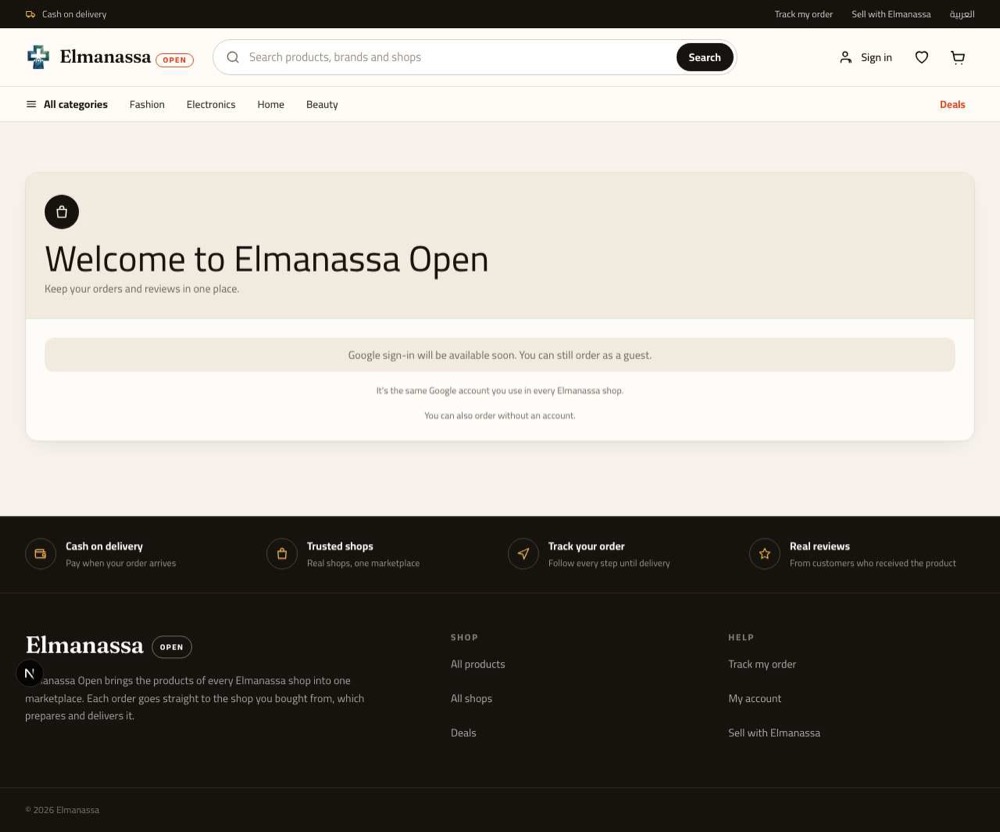 Cash on delivery
Track my order
Sell with Elmanassa
العربية
Elmanassa OPEN
Search products, brands and shops
Search
Sign in
All categories
Fashion
Electronics
Home
Beauty
Deals
Welcome to Elmanassa Open
Keep your orders and reviews in one place.
Google sign-in will be available soon. You can still order as a guest.
It's the same Google account you use in every Elmanassa shop.
You can also order without an account.
Cash on delivery
Pay when your order arrives
Trusted shops
Real shops, one marketplace
Track your order
Follow every step until delivery
Real reviews
From customers who received the product
Elmanassa OPEN
N
Open brings the products of every Elmanassa shop into one
marketplace. Each order goes straight to the shop you bought from, which
prepares and delivers it.
SHOP
All products
All shops
Deals
HELP
Track my order
My account
Sell with Elmanassa
© 2026 Elmanassa